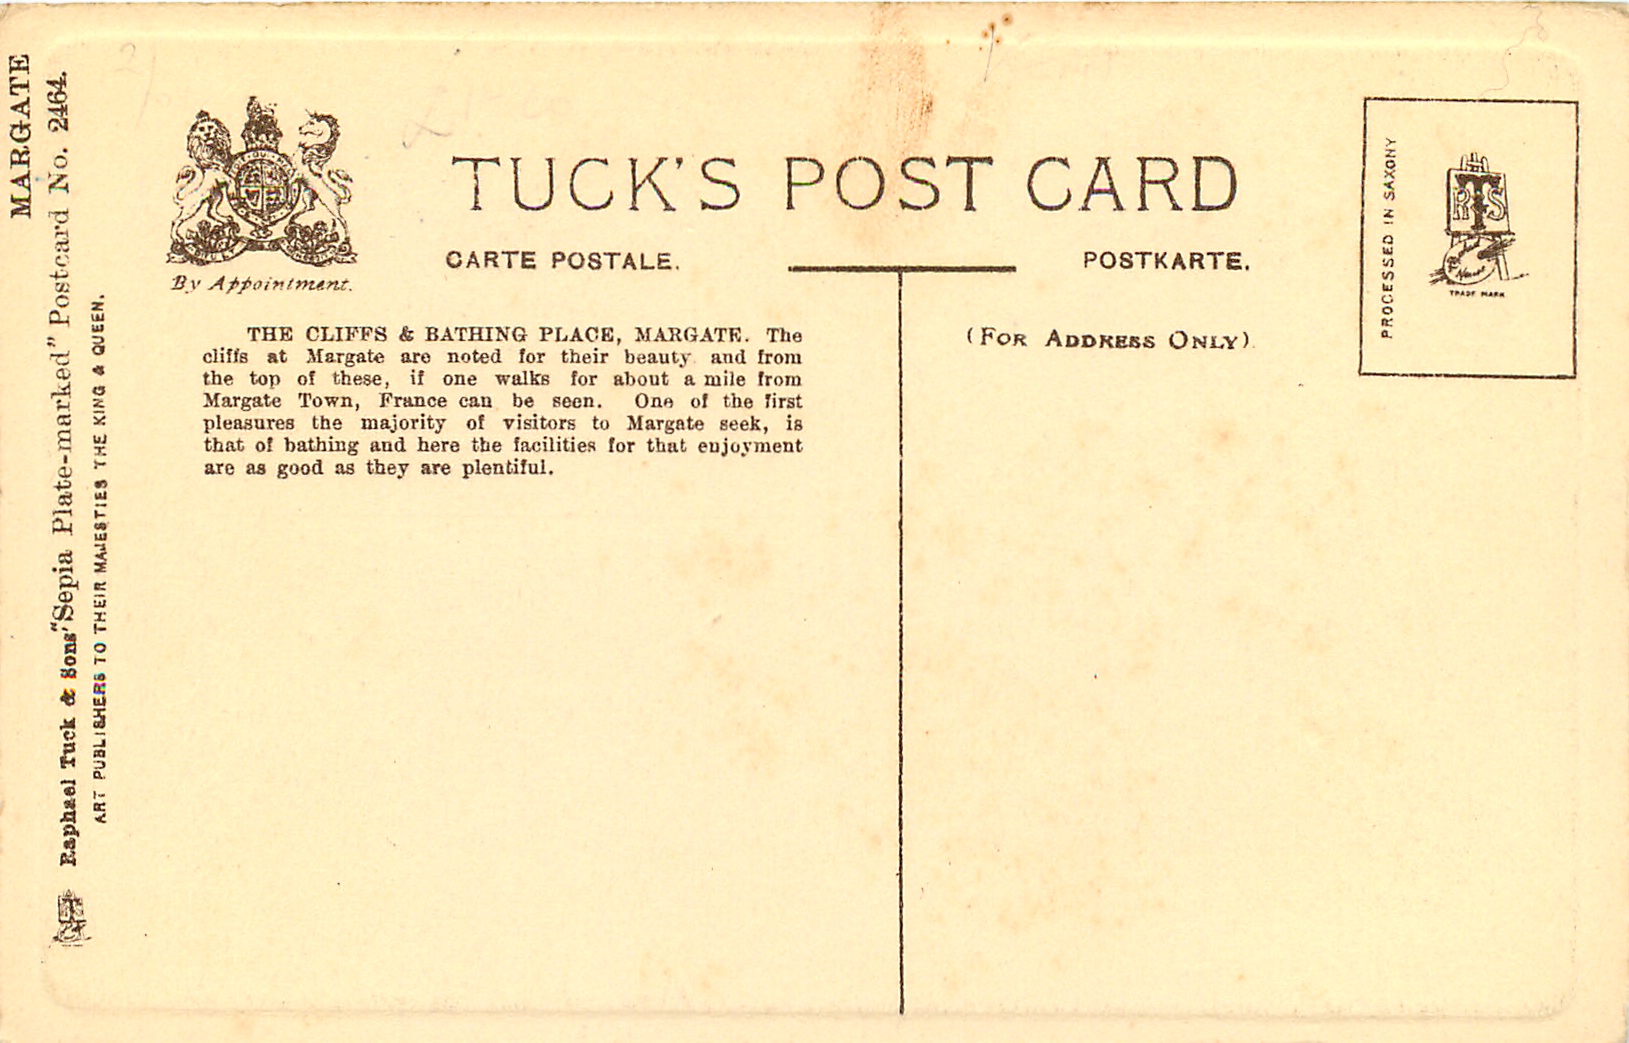 MARGATE
Raphael Tuck & Sons' "Sepia Plate-marked" Postcard No. 2464.
ART PUBLISHERS TO THEIR MAJESTIES THE KING & QUEEN.
By Appointment.
TUCK'S POST CARD
CARTE POSTALE.
POSTKARTE.
THE CLIFFS & BATHING PLACE, MARGATE. The
cliffs at Margate are noted for their beauty and from
the top of these, if one walks for about a mile from
Margate Town, France can be seen. One of the first
pleasures the majority of visitors to Margate seek, is
that of bathing and here the facilities for that enjoyment
are as good as they are plentiful.
(FOR ADDRESS ONLY)
PROCESSED IN SAXONY
RTS
TRADE MARK